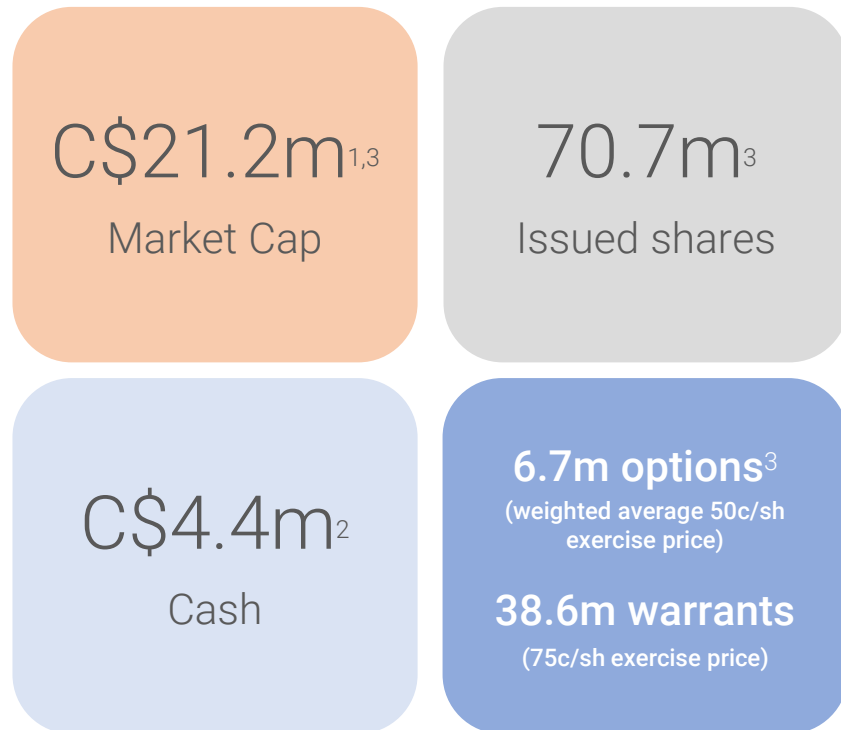 C$21.2m1,3
Market Cap
70.7m3
Issued shares
C$4.4m2
Cash
6.7m options3
(weighted average 50c/sh
exercise price)
38.6m warrants
(75c/sh exercise price)